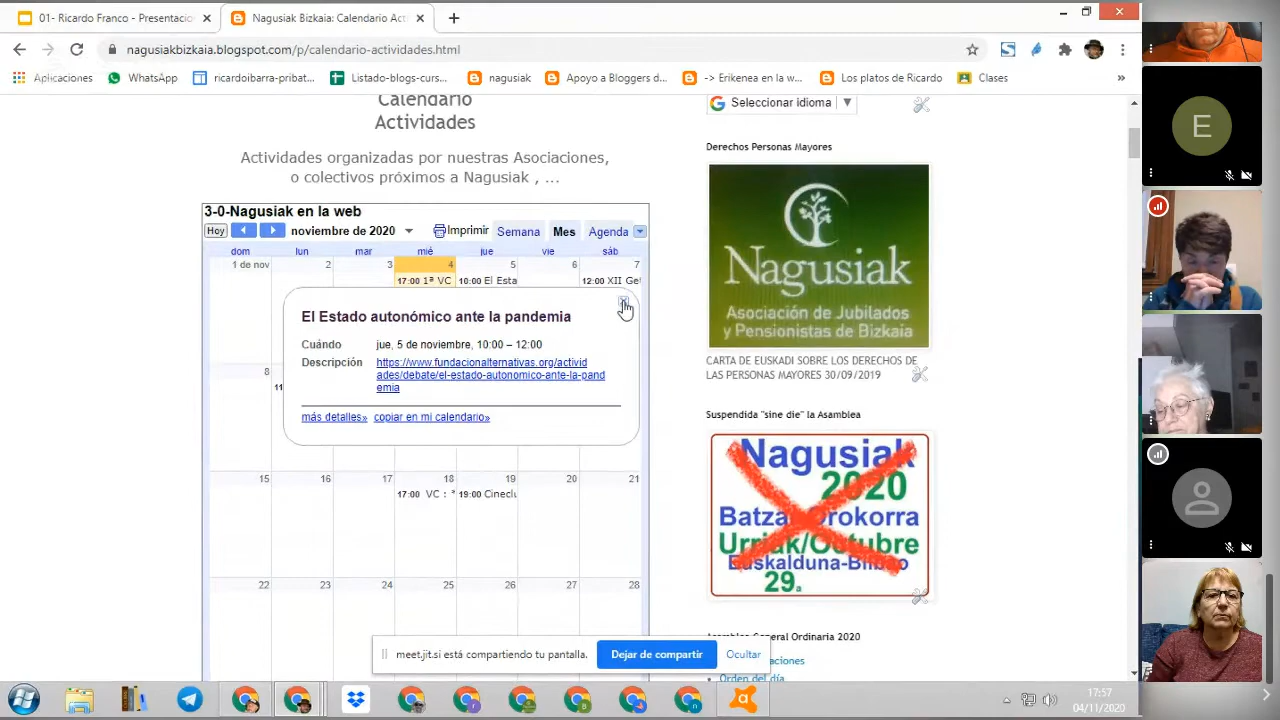 01- Ricardo Franco - Presentacio
Nagusiak Bizkaia: Calendario Act
nagusiakbizkaia.blogspot.com/p/calendario-actividades.html
Aplicaciones
WhatsApp
ricardoibarra-pribat...
Listado-blogs-curs...
nagusiak
Apoyo a Bloggers d...
-> Erikenea en la w...
Los platos de Ricardo
Clases
»
Calendario
Actividades
Actividades organizadas por nuestras Asociaciones,
o colectivos próximos a Nagusiak , ...
3-0-Nagusiak en la web
Hoy
noviembre de 2020
Imprimir
Semana
Mes
Agenda
dom lun mar mié jue vie sáb
1 de nov 2 3 4 5 6 7
17:00 1ª VC
10:00 El Esta
12:00 XII Get
El Estado autonómico ante la pandemia
Cuándo jue, 5 de noviembre, 10:00 – 12:00
Descripción https://www.fundacionalternativas.org/activid
ades/debate/el-estado-autonomico-ante-la-pand
emia
más detalles» copiar en mi calendario»
8
11
15 16 17 18 19 20 21
17:00 VC : ª
19:00 Cineclu
22 23 24 25 26 27 28
Seleccionar idioma
Derechos Personas Mayores
Nagusiak
Asociación de Jubilados
y Pensionistas de Bizkaia
CARTA DE EUSKADI SOBRE LOS DERECHOS DE
LAS PERSONAS MAYORES 30/09/2019
Suspendida "sine die" la Asamblea
Nagusiak
2020
Batzar Orokorra
Urriak/Octubre
Euskalduna-Bilbao
29.
Asamblea General Ordinaria 2020
aciones
Orden del día
meet.jit.si está compartiendo tu pantalla.
Dejar de compartir
Ocultar
17:57
04/11/2020
E